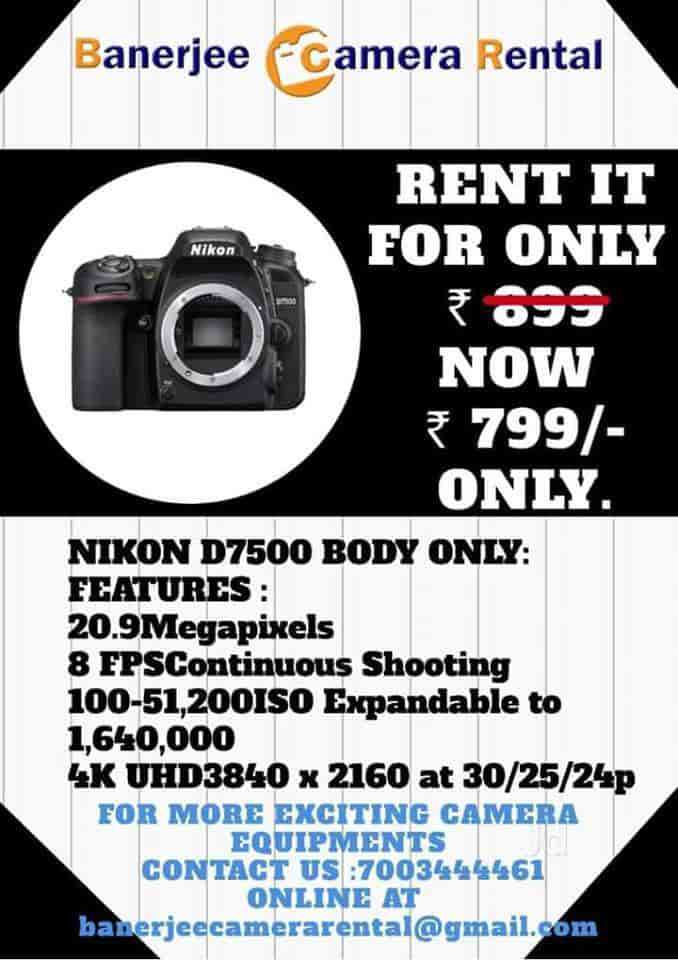 Banerjee Camera Rental
RENT IT
FOR ONLY
₹ 899
NOW
₹ 799/-
ONLY.
Nikon
D7500
NIKON D7500 BODY ONLY:
FEATURES :
20.9Megapixels
8 FPSContinuous Shooting
100-51,200ISO Expandable to
1,640,000
4K UHD3840 x 2160 at 30/25/24p
FOR MORE EXCITING CAMERA
EQUIPMENTS
Jd
CONTACT US :7003444461
ONLINE AT
banerjeecamerarental@gmail.com